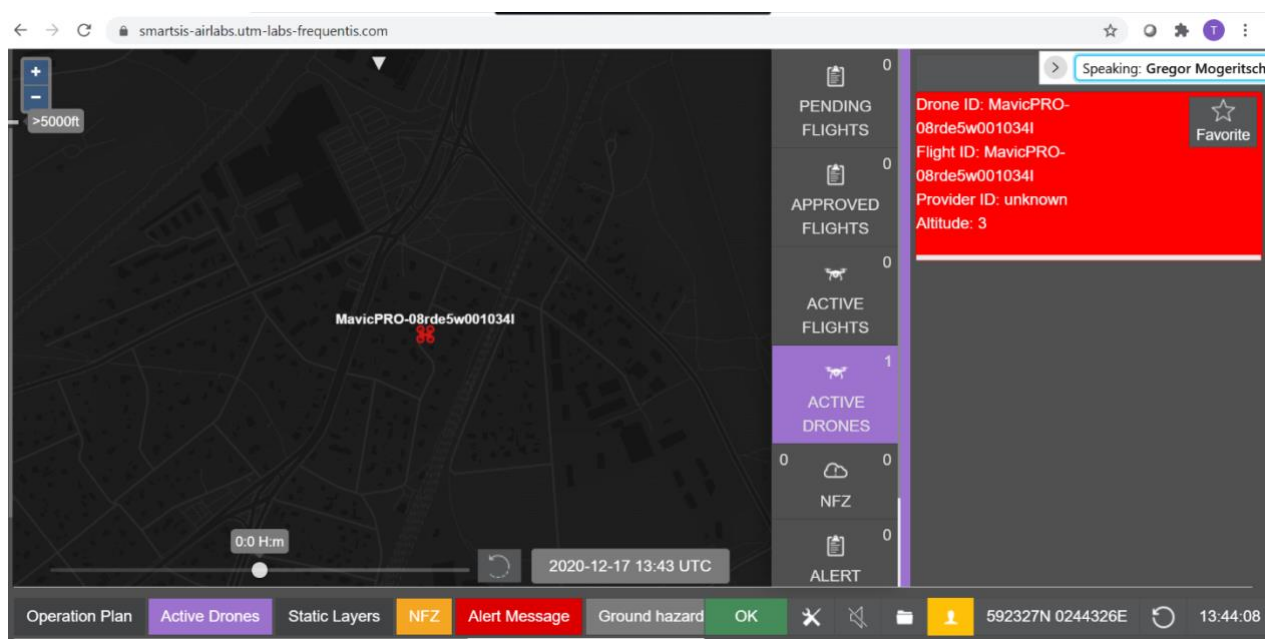 smartsis-airlabs.utm-labs-frequentis.com
T
+
−
>5000ft
MavicPRO-08rde5w001034I
0:0 H:m
2020-12-17 13:43 UTC
0
PENDING
FLIGHTS
0
APPROVED
FLIGHTS
0
ACTIVE
FLIGHTS
1
ACTIVE
DRONES
0 0
NFZ
0
ALERT
> Speaking: Gregor Mogeritsch
Drone ID: MavicPRO-
08rde5w001034I
Flight ID: MavicPRO-
08rde5w001034I
Provider ID: unknown
Altitude: 3
Favorite
Operation Plan Active Drones Static Layers NFZ Alert Message Ground hazard OK 592327N 0244326E 13:44:08